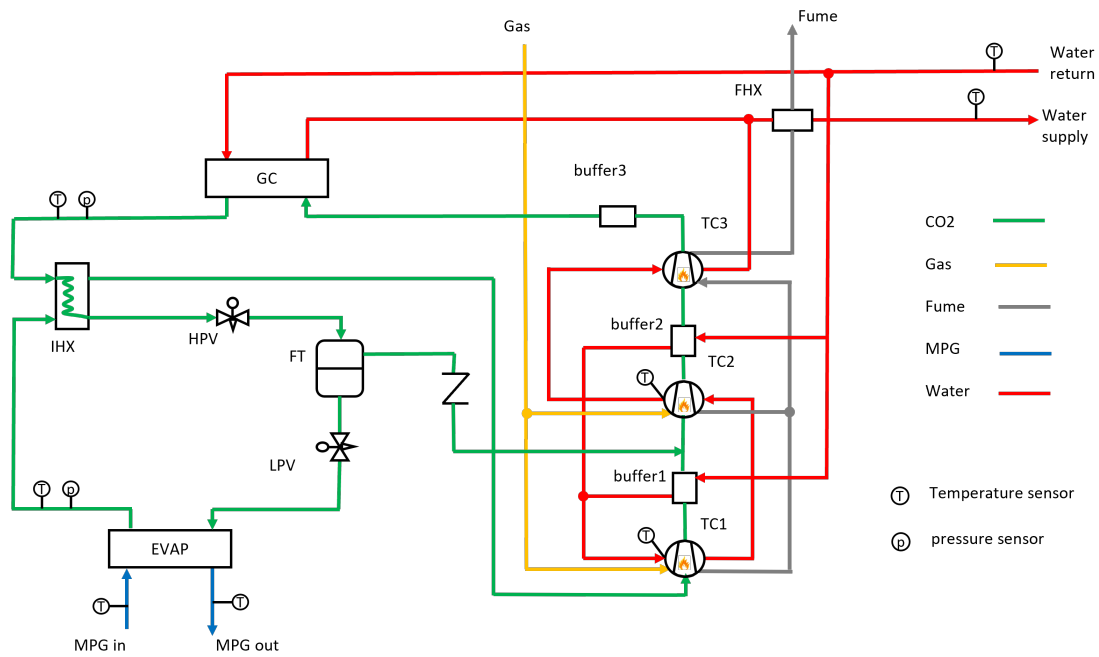 Fume
Gas
T
Water
return
FHX
T
Water
supply
buffer3
GC
T
p
TC3
CO2
Gas
buffer2
Fume
HPV
IHX
FT
TC2
MPG
T
Water
LPV
buffer1
T
p
T
Temperature sensor
TC1
T
p
pressure sensor
EVAP
T
T
MPG in
MPG out